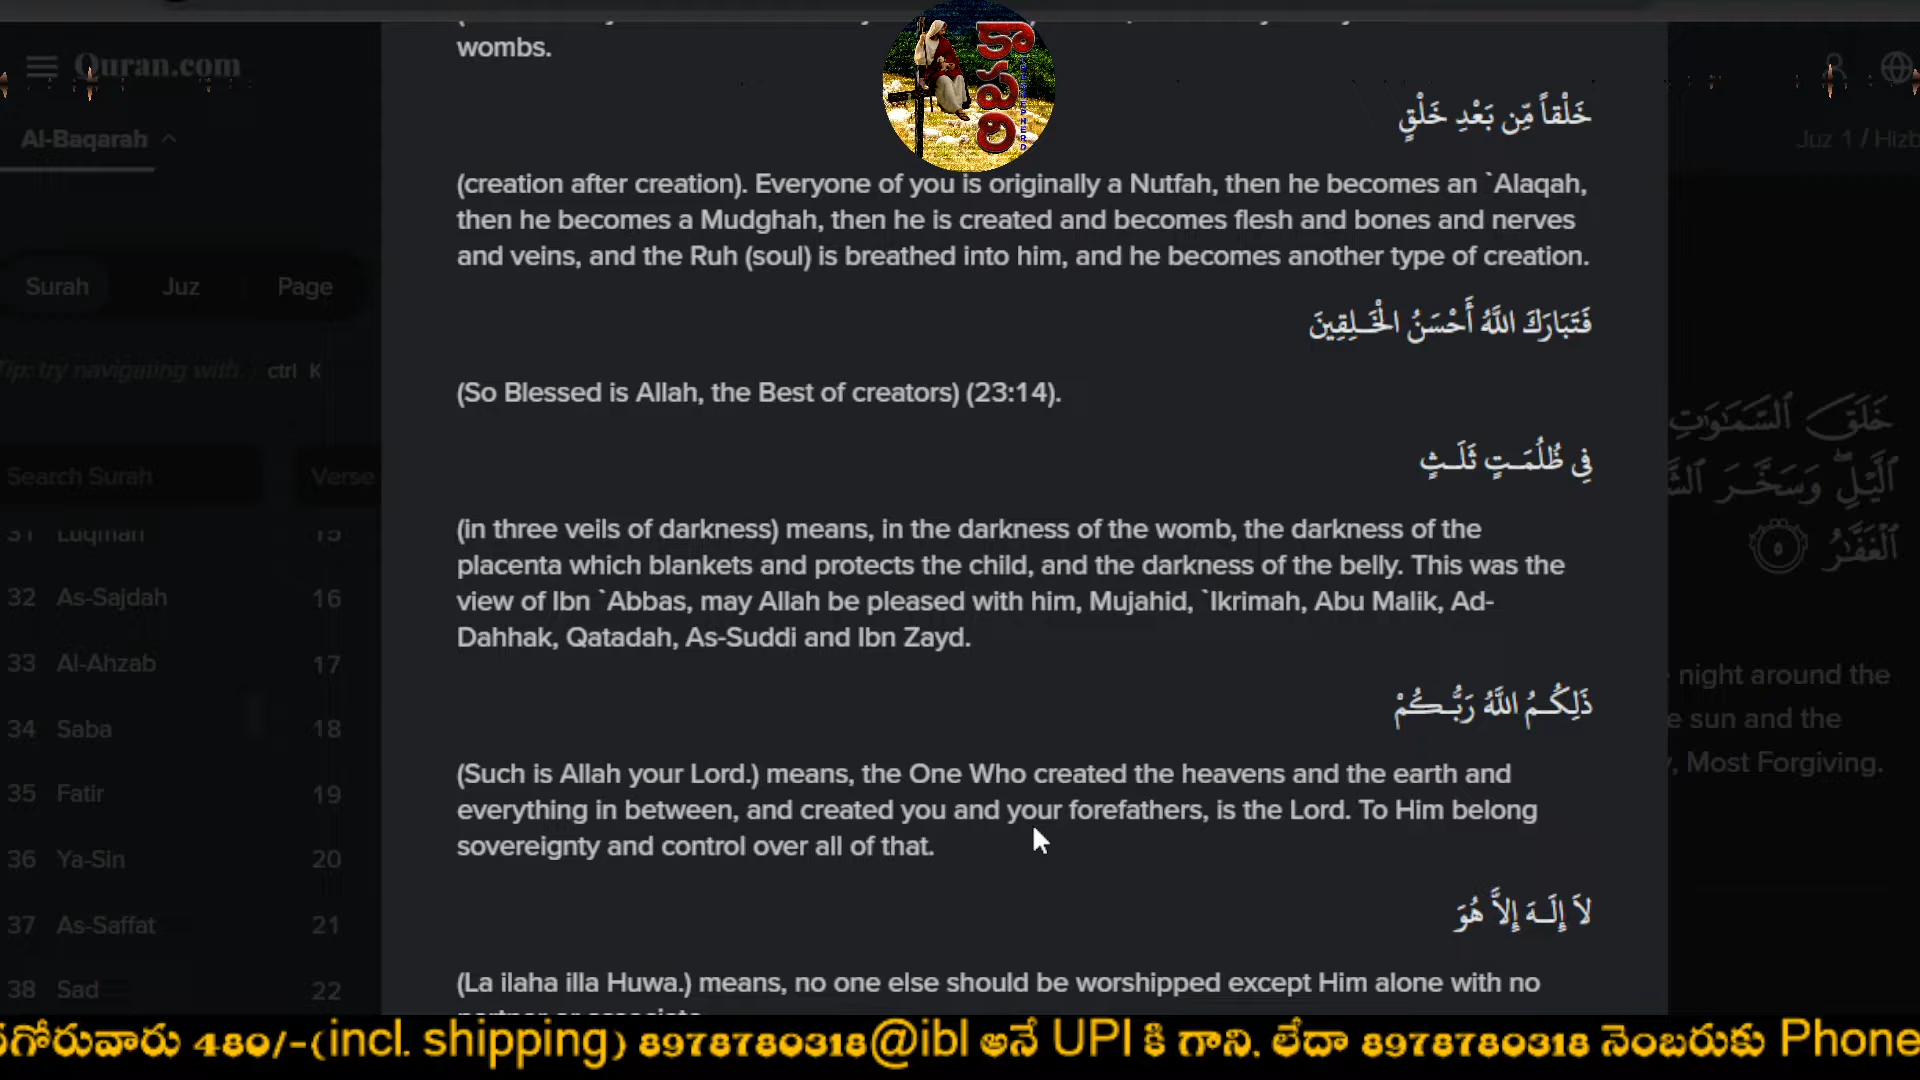 Quran.com
Al-Baqarah
Juz 1 / Hizb
Surah
Juz
Page
Tip: try navigating with
ctrl K
Search Surah
Verse
31 Luqman
15
32 As-Sajdah
16
33 Al-Ahzab
17
34 Saba
18
35 Fatir
19
36 Ya-Sin
20
37 As-Saffat
21
38 Sad
22
wombs.
కాపరి
خَلْقاً مِّن بَعْدِ خَلْقٍ
(creation after creation). Everyone of you is originally a Nutfah, then he becomes an `Alaqah,
then he becomes a Mudghah, then he is created and becomes flesh and bones and nerves
and veins, and the Ruh (soul) is breathed into him, and he becomes another type of creation.
فَتَبَارَكَ اللَّهُ أَحْسَنُ الْخَـلِقِينَ
(So Blessed is Allah, the Best of creators) (23:14).
فِى ظُلُمَـتٍ ثَلَـثٍ
(in three veils of darkness) means, in the darkness of the womb, the darkness of the
placenta which blankets and protects the child, and the darkness of the belly. This was the
view of Ibn `Abbas, may Allah be pleased with him, Mujahid, `Ikrimah, Abu Malik, Ad-
Dahhak, Qatadah, As-Suddi and Ibn Zayd.
ذَلِكُـمُ اللَّهُ رَبُّـكُمْ
(Such is Allah your Lord.) means, the One Who created the heavens and the earth and
everything in between, and created you and your forefathers, is the Lord. To Him belong
sovereignty and control over all of that.
لاَ إِلَـهَ إِلاَّ هُوَ
(La ilaha illa Huwa.) means, no one else should be worshipped except Him alone with no
خَلَقَ ٱلسَّمَـٰوَٰتِ
ٱلَّيْلِ ۖ وَسَخَّرَ
ٱلْغَفَّـٰرُ ٥
night around the
sun and the
, Most Forgiving.
480/-(incl. shipping) 8978780318@ibl అనే UPI కి గాని. లేదా 8978780318 నెంబరుకు Phone